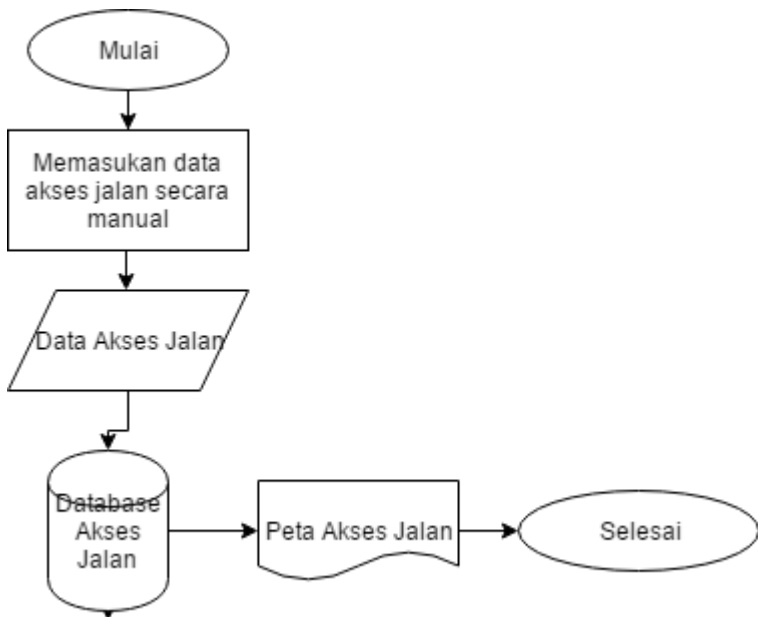 Mulai
Memasukan data
akses jalan secara
manual
Data Akses Jalan
Database
Akses
Jalan
Peta Akses Jalan
Selesai